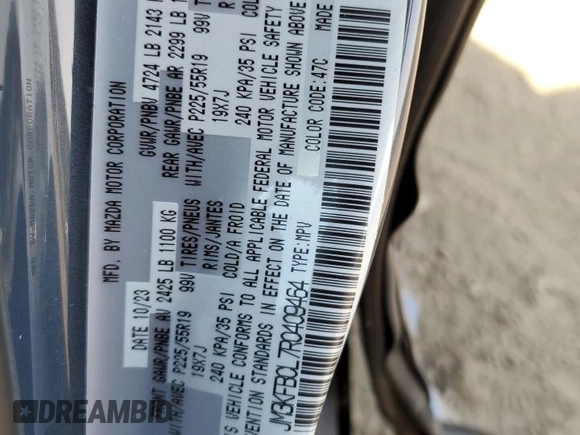 MFD. BY MAZDA MOTOR CORPORATION
DATE 10/23 GVWR/PNBV 4724 LB 2143
GAWR/PNBE AV 2425 LB 1100 KG REAR GAWR/PNBE AR 2299 LB
P225/55R19 99V TIRES/PNEUS WITH/AVEC P225/55R19 99V
19X7J RIMS/JANTES 19X7J
240 KPA/35 PSI COLD/A FROID 240 KPA/35 PSI
VEHICLE CONFORMS TO ALL APPLICABLE FEDERAL MOTOR VEHICLE SAFETY
STANDARDS IN EFFECT ON THE DATE OF MANUFACTURE SHOWN ABOVE
JM3KFBCL7R0409464 TYPE: MPV COLOR CODE: 47C
DREAMBID